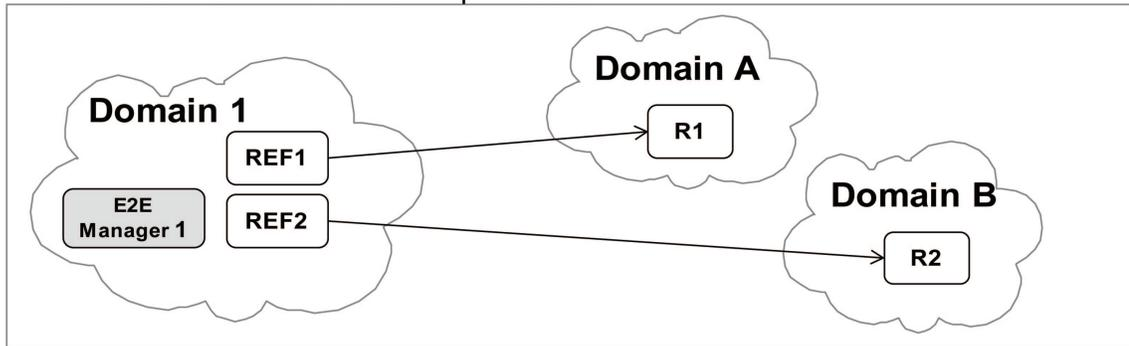 Domain A
R1
Domain 1
REF1
REF2
E2E
Manager 1
Domain B
R2